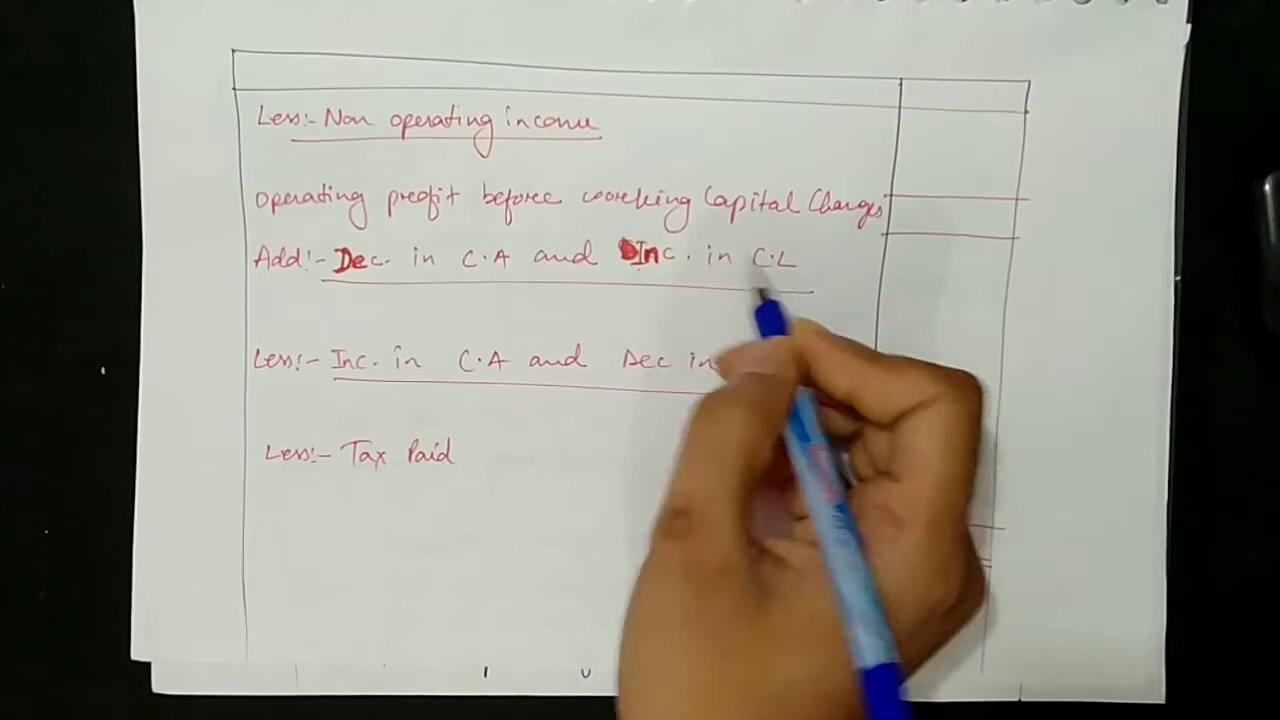 Less:- Non operating income
Operating profit before working Capital Changes
Add:- Dec. in C.A and Inc. in C.L
Less:- Inc. in C.A and Dec in
Less:- Tax Paid